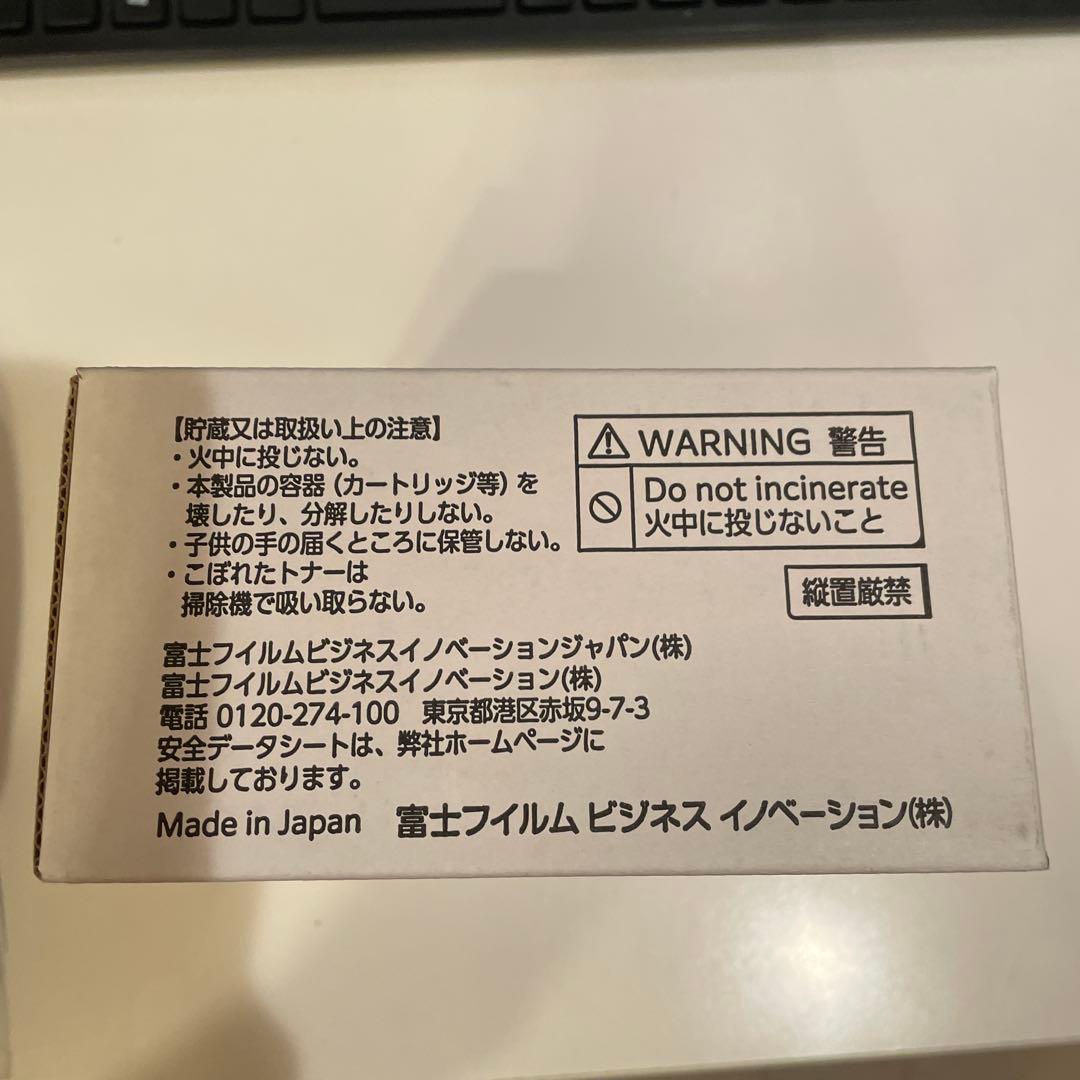 【貯蔵又は取扱い上の注意】
・火中に投じない。
・本製品の容器(カートリッジ等)を
壊したり、分解したりしない。
・子供の手の届くところに保管しない。
・こぼれたトナーは
掃除機で吸い取らない。
⚠ WARNING 警告
Do not incinerate
火中に投じないこと
縦置厳禁
富士フイルムビジネスイノベーションジャパン(株)
富士フイルムビジネスイノベーション(株)
電話 0120-274-100 東京都港区赤坂9-7-3
安全データシートは、弊社ホームページに
掲載しております。
Made in Japan 富士フイルム ビジネス イノベーション(株)